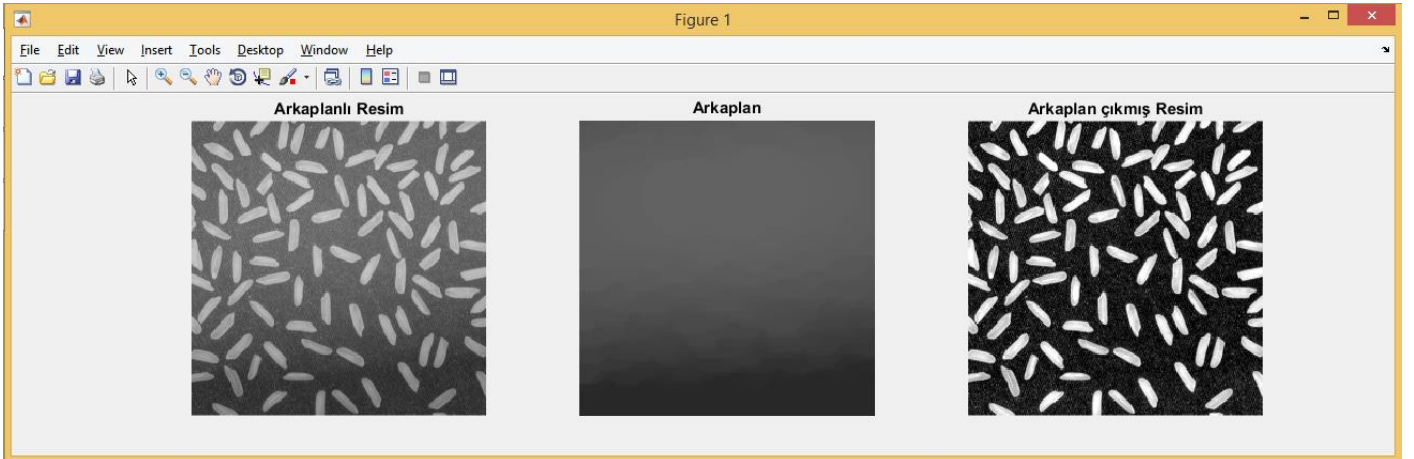 Figure 1
File Edit View Insert Tools Desktop Window Help
Arkaplanlı Resim
Arkaplan
Arkaplan çıkmış Resim